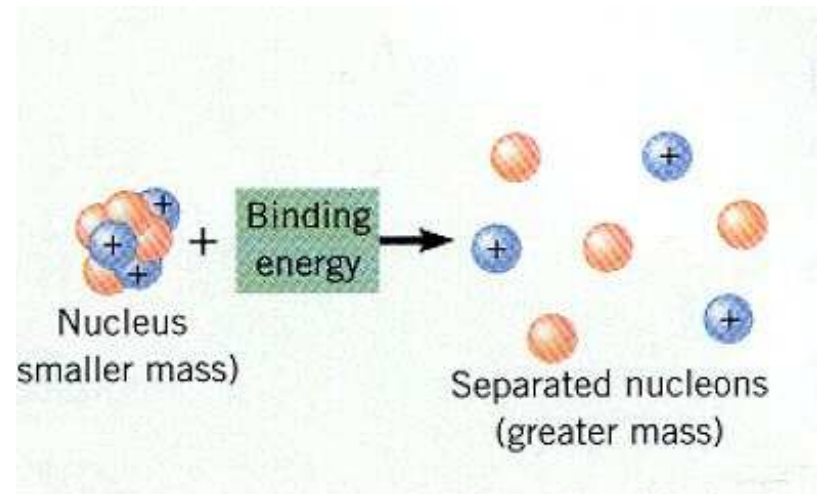 +
+
+
+
Binding
energy
+
+
+
Nucleus
smaller mass)
Separated nucleons
(greater mass)